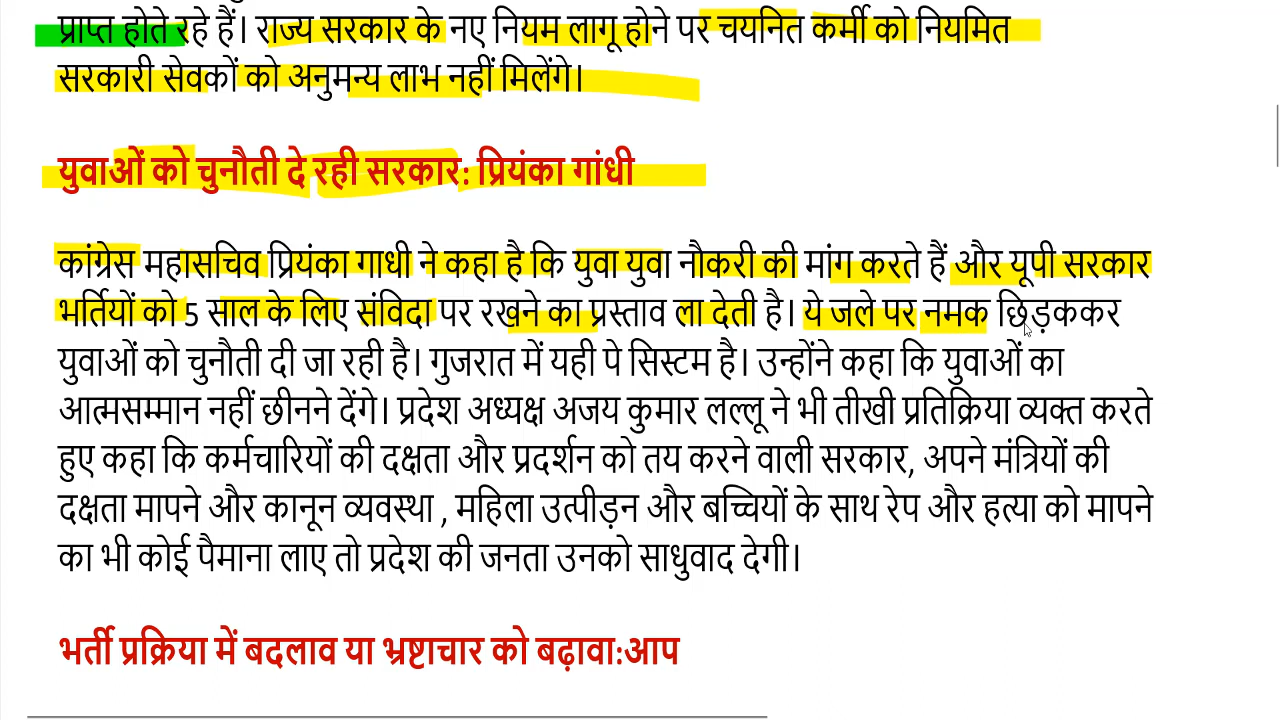 प्राप्त होते रहे हैं। राज्य सरकार के नए नियम लागू होने पर चयनित कर्मी को नियमित
सरकारी सेवकों को अनुमन्य लाभ नहीं मिलेंगे।
युवाओं को चुनौती दे रही सरकार: प्रियंका गांधी
कांग्रेस महासचिव प्रियंका गाधी ने कहा है कि युवा युवा नौकरी की मांग करते हैं और यूपी सरकार
भर्तियों को 5 साल के लिए संविदा पर रखने का प्रस्ताव ला देती है। ये जले पर नमक छिड़ककर
युवाओं को चुनौती दी जा रही है। गुजरात में यही पे सिस्टम है। उन्होंने कहा कि युवाओं का
आत्मसम्मान नहीं छीनने देंगे। प्रदेश अध्यक्ष अजय कुमार लल्लू ने भी तीखी प्रतिक्रिया व्यक्त करते
हुए कहा कि कर्मचारियों की दक्षता और प्रदर्शन को तय करने वाली सरकार, अपने मंत्रियों की
दक्षता मापने और कानून व्यवस्था , महिला उत्पीड़न और बच्चियों के साथ रेप और हत्या को मापने
का भी कोई पैमाना लाए तो प्रदेश की जनता उनको साधुवाद देगी।
भर्ती प्रक्रिया में बदलाव या भ्रष्टाचार को बढ़ावा:आप